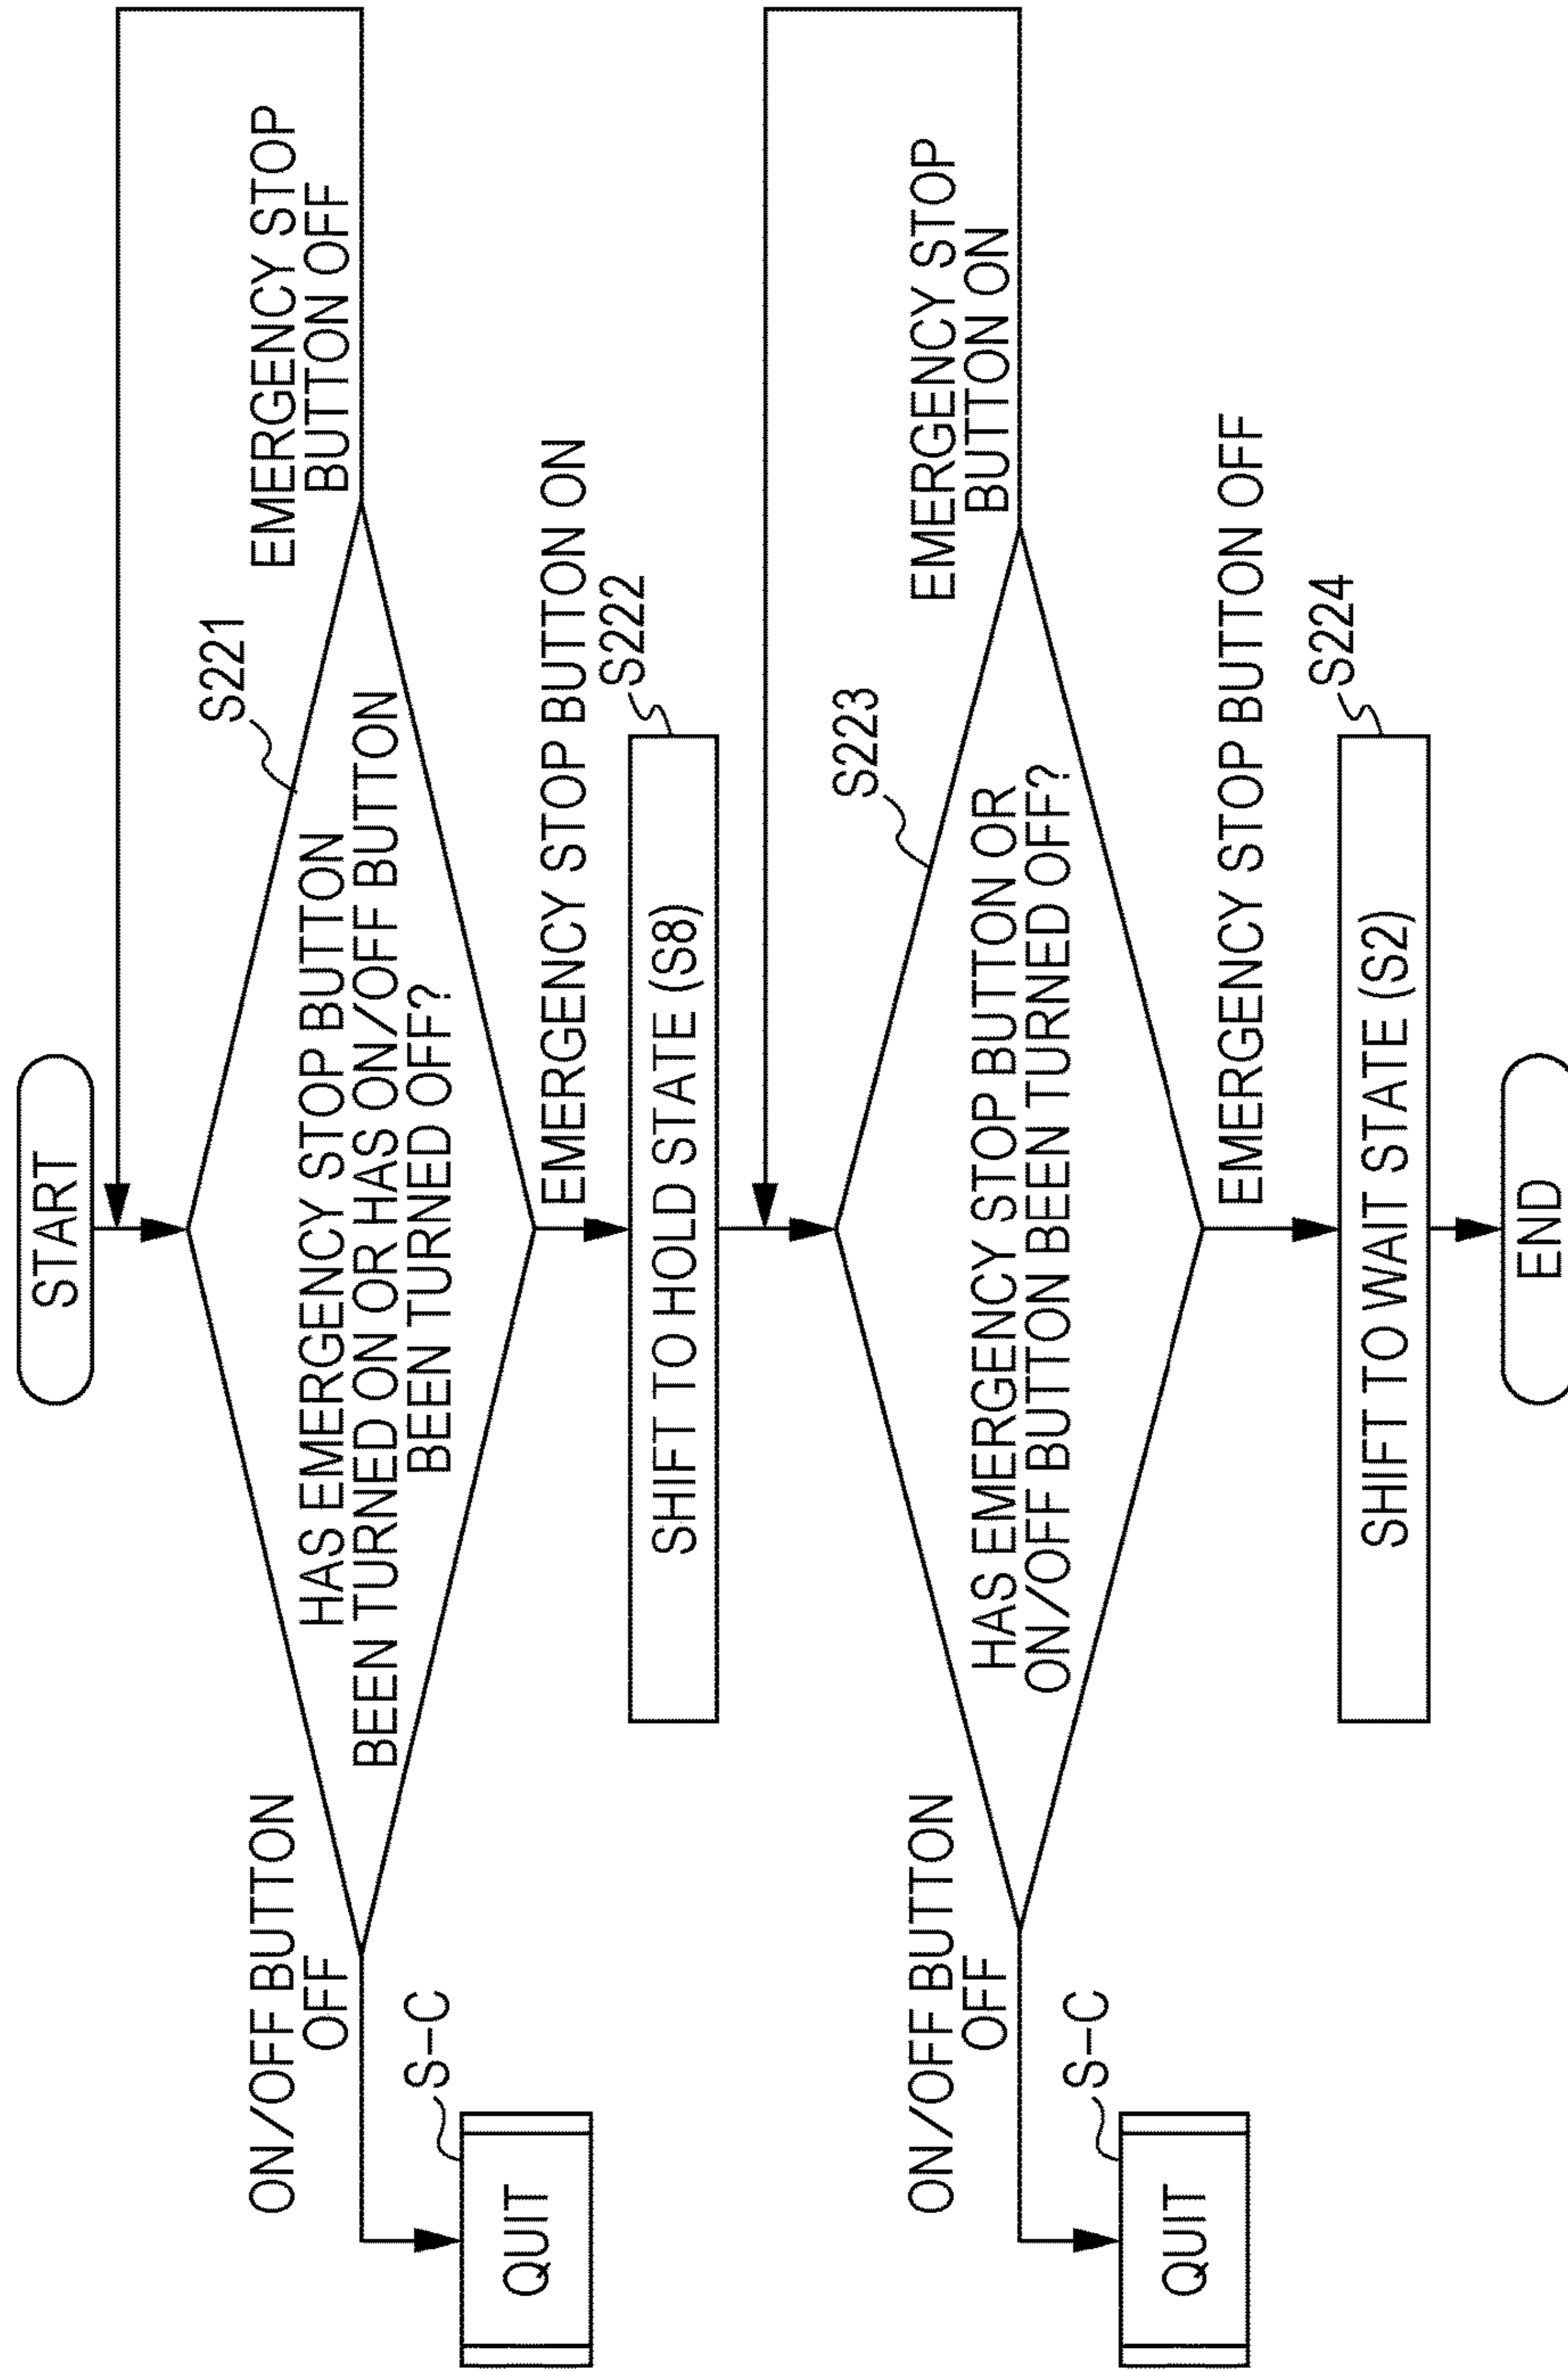 START
S221
HAS EMERGENCY STOP BUTTON
BEEN TURNED ON OR HAS ON/OFF BUTTON
BEEN TURNED OFF?
ON/OFF BUTTON
OFF
EMERGENCY STOP
BUTTON OFF
S-C
QUIT
EMERGENCY STOP BUTTON ON
S222
SHIFT TO HOLD STATE (S8)
S223
HAS EMERGENCY STOP BUTTON OR
ON/OFF BUTTON BEEN TURNED OFF?
ON/OFF BUTTON
OFF
EMERGENCY STOP
BUTTON ON
S-C
QUIT
EMERGENCY STOP BUTTON OFF
S224
SHIFT TO WAIT STATE (S2)
END